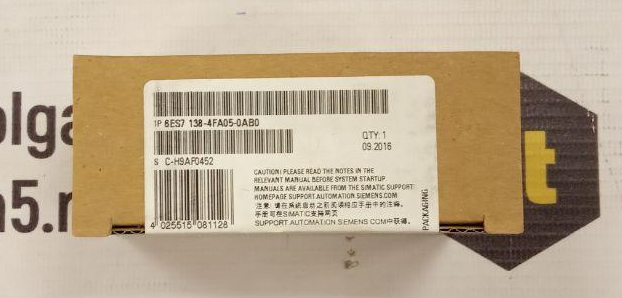 olga
n5.r
t
1P 6ES7 138-4FA05-0AB0
QTY: 1
09.2016
S C-H9AF0452
CAUTION: PLEASE READ THE NOTES IN THE
RELEVANT MANUAL BEFORE SYSTEM STARTUP.
MANUALS ARE AVAILABLE FROM THE SIMATIC SUPPORT
HOMEPAGE SUPPORT.AUTOMATION.SIEMENS.COM
注意: 请在系统启动之前阅读相应手册中的注释。
手册可在SIMATIC支持网页
SUPPORT.AUTOMATION.SIEMENS.COM中获得。
4 025515 081128
PACKAGING